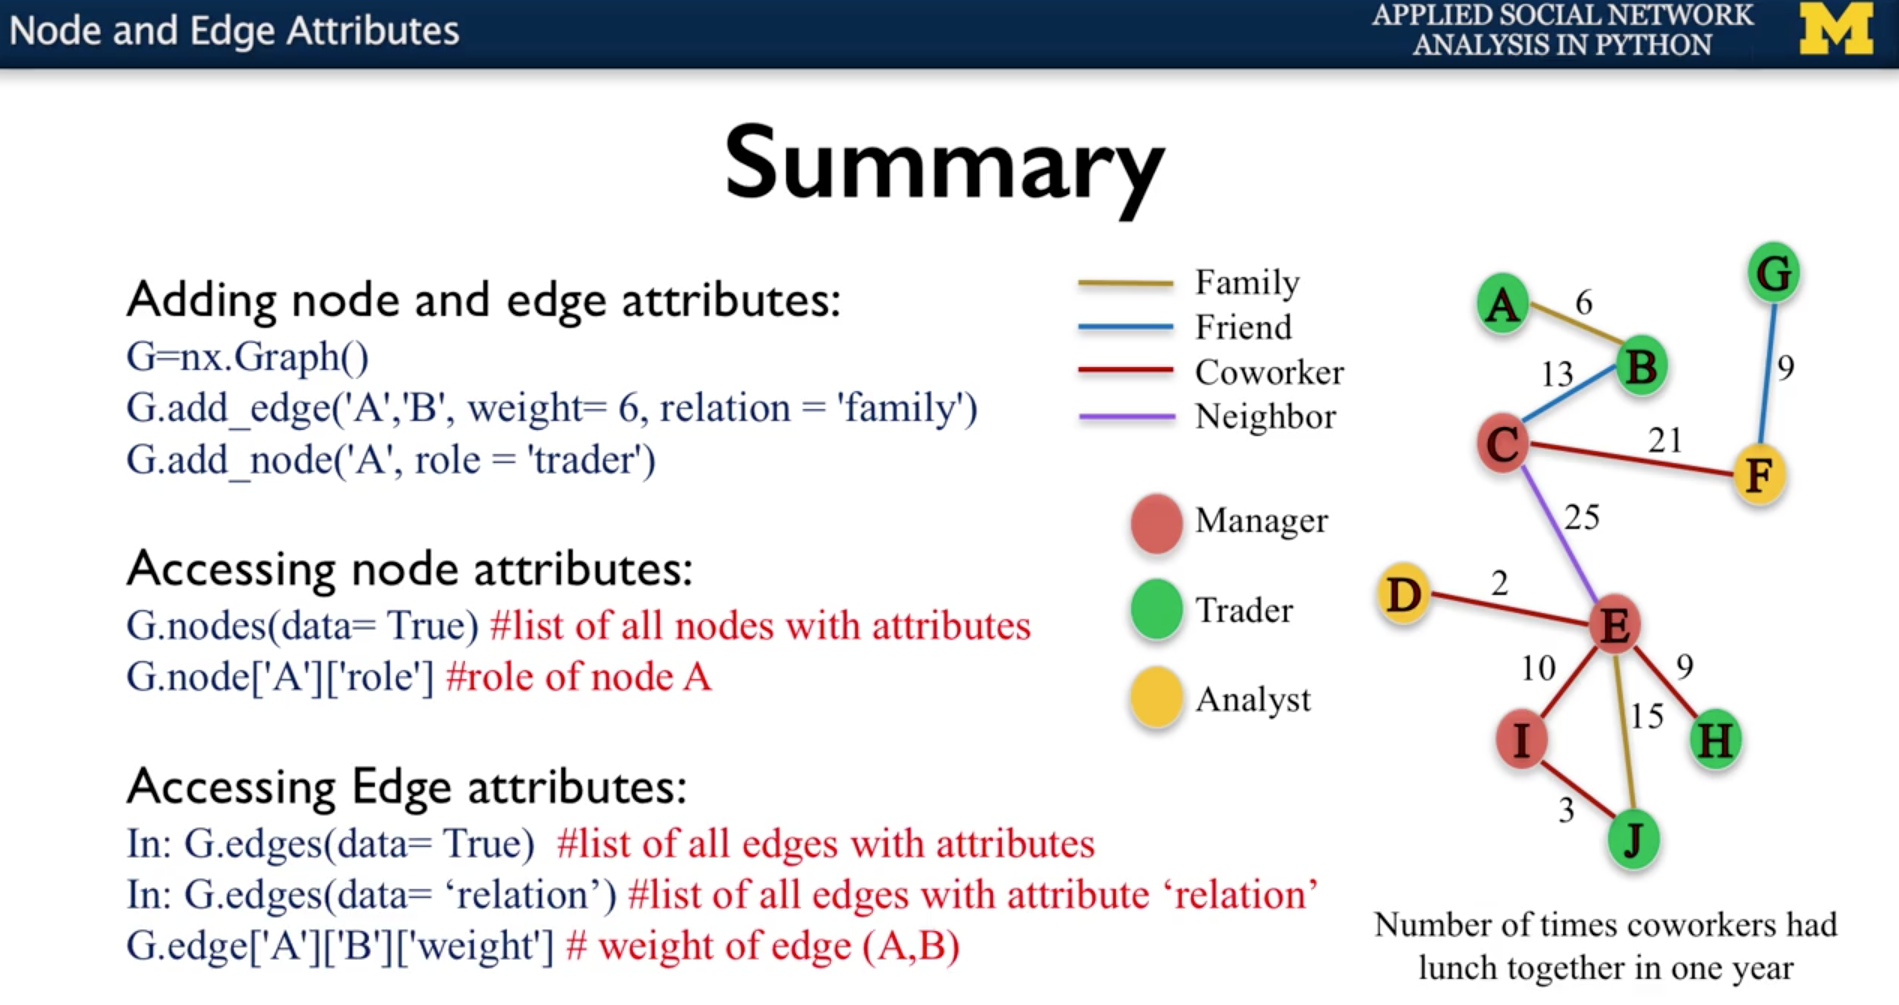 Node and Edge Attributes
APPLIED SOCIAL NETWORK
ANALYSIS IN PYTHON
M
Summary
Adding node and edge attributes:
G=nx.Graph()
G.add_edge('A','B', weight= 6, relation = 'family')
G.add_node('A', role = 'trader')
Accessing node attributes:
G.nodes(data= True) #list of all nodes with attributes
G.node['A']['role'] #role of node A
Accessing Edge attributes:
In: G.edges(data= True)  #list of all edges with attributes
In: G.edges(data= ‘relation’) #list of all edges with attribute ‘relation’
G.edge['A']['B']['weight'] # weight of edge (A,B)
Family
Friend
Coworker
Neighbor
Manager
Trader
Analyst
G
A
6
B
9
13
C
21
F
25
D
2
E
10
9
15
I
H
3
J
Number of times coworkers had
lunch together in one year